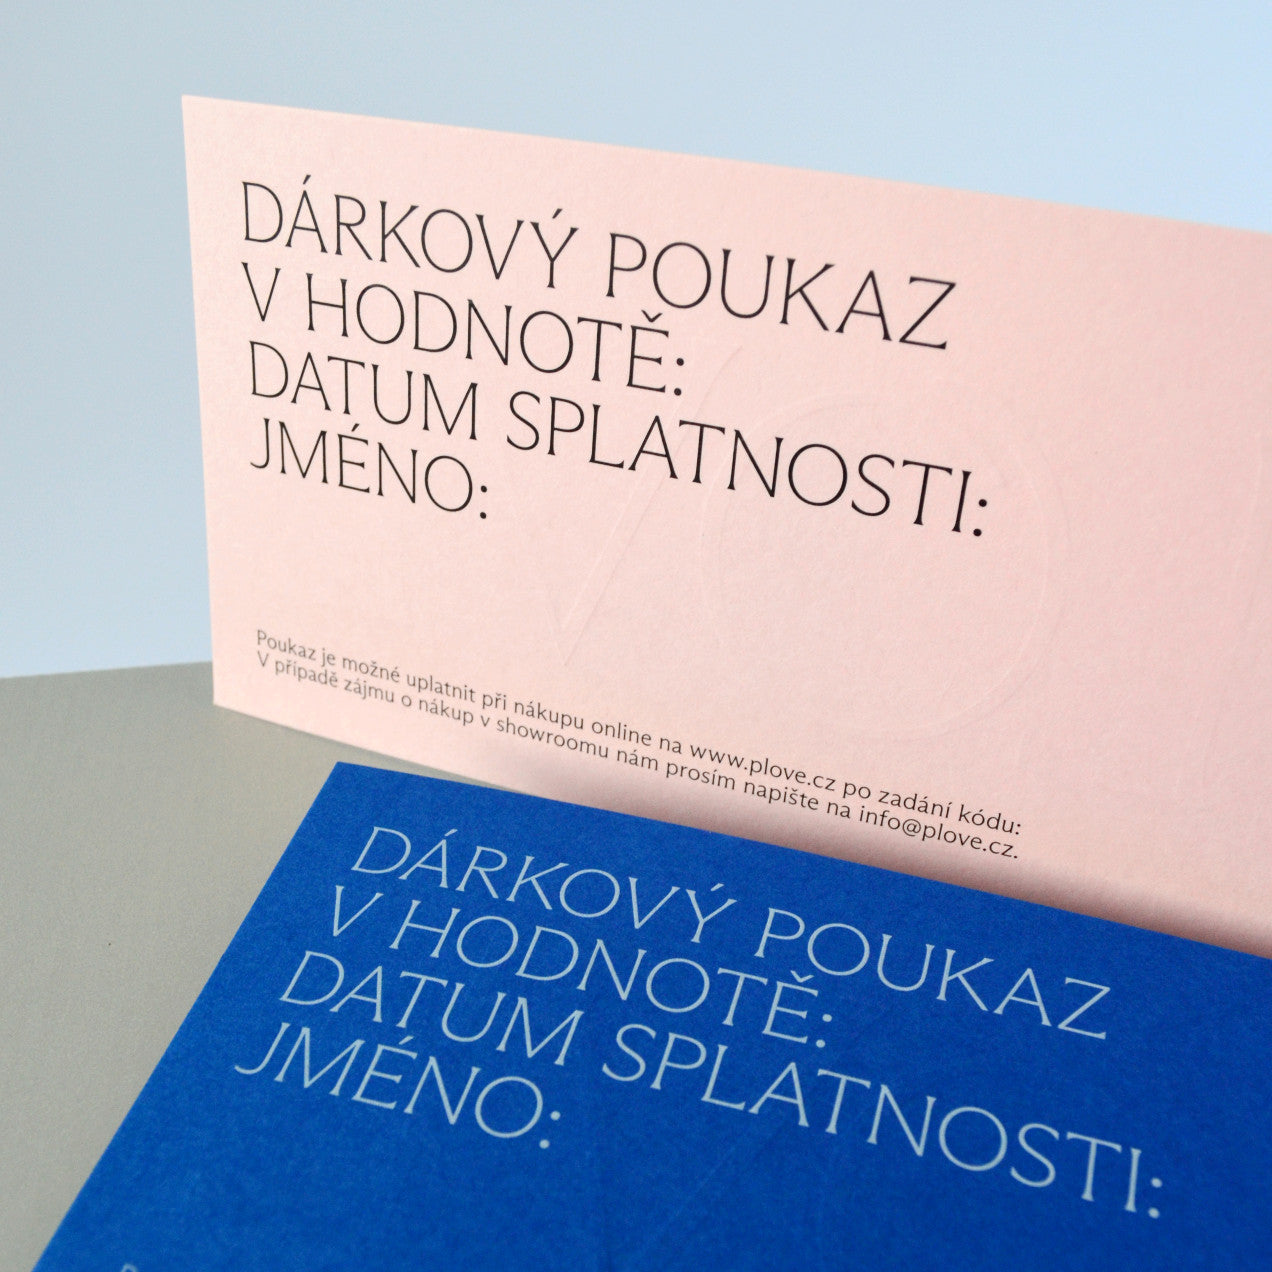 DÁRKOVÝ POUKAZ
V HODNOTĚ:
DATUM SPLATNOSTI:
JMÉNO:
Poukaz je možné uplatnit při nákupu online na www.plove.cz po zadání kódu:
V případě zájmu o nákup v showroomu nám prosím napište na info@plove.cz.
DÁRKOVÝ POUKAZ
V HODNOTĚ:
DATUM SPLATNOSTI:
JMÉNO: